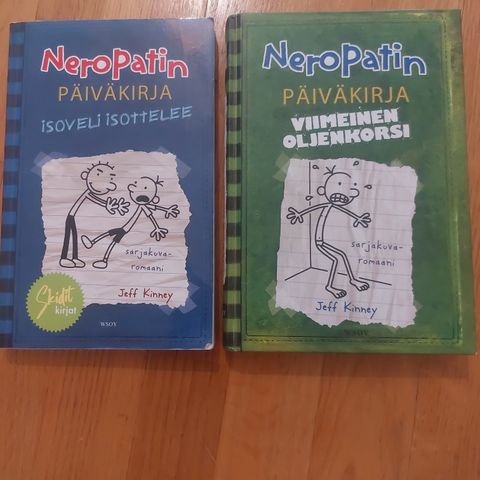 Neropatin
PÄIVÄKIRJA
ISOVELI ISOTTELEE
sarjakuva-
romaani
Skidit
kirjat
Jeff Kinney
WSOY
Neropatin
PÄIVÄKIRJA
VIIMEINEN
OLJENKORSI
sarjakuva-
romaani
Jeff Kinney
WSOY